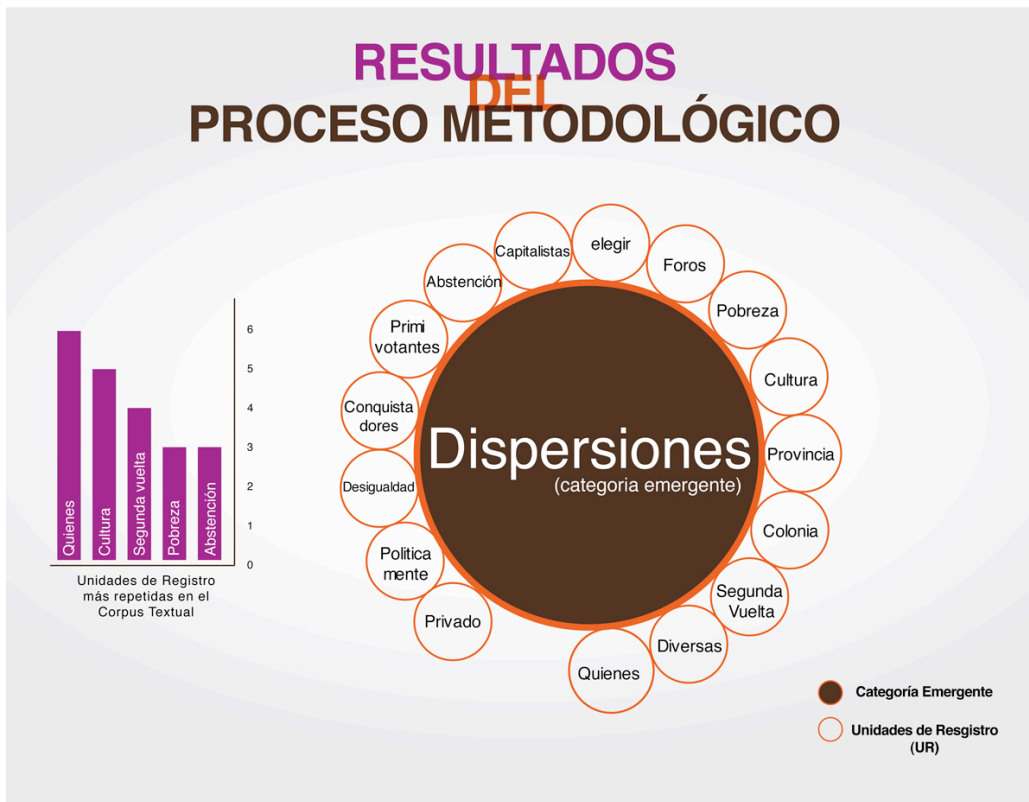 RESULTADOS
DEL
PROCESO METODOLÓGICO
6
5
4
3
2
1
0
Quienes
Cultura
Segunda vuelta
Pobreza
Abstención
Unidades de Registro
más repetidas en el
Corpus Textual
Dispersiones
(categoria emergente)
elegir
Foros
Pobreza
Cultura
Provincia
Colonia
Segunda
Vuelta
Diversas
Quienes
Privado
Politica
mente
Desigualdad
Conquista
dores
Primi
votantes
Abstención
Capitalistas
Categoría Emergente
Unidades de Resgistro
(UR)